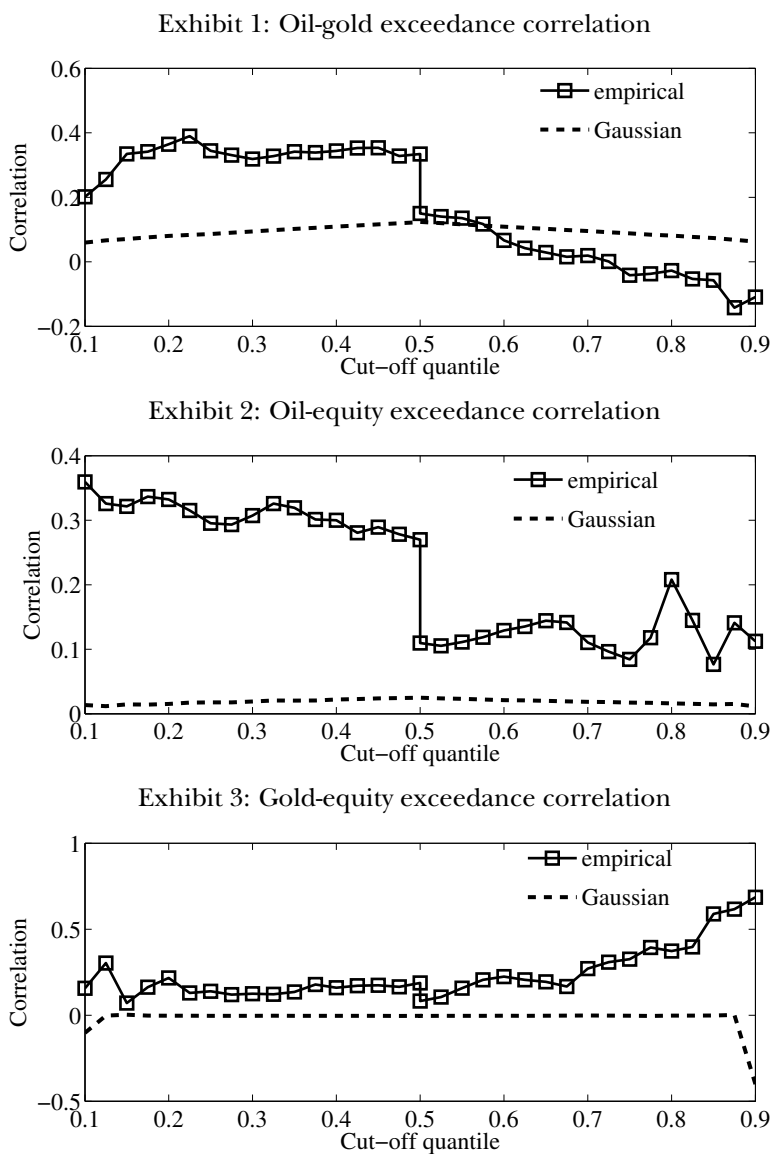 Exhibit 1: Oil-gold exceedance correlation
0.6
0.4
0.2
0
−0.2
Correlation
empirical
Gaussian
0.1 0.2 0.3 0.4 0.5 0.6 0.7 0.8 0.9
Cut−off quantile
Exhibit 2: Oil-equity exceedance correlation
0.4
0.3
0.2
0.1
0
Correlation
empirical
Gaussian
0.1 0.2 0.3 0.4 0.5 0.6 0.7 0.8 0.9
Cut−off quantile
Exhibit 3: Gold-equity exceedance correlation
1
0.5
0
−0.5
Correlation
empirical
Gaussian
0.1 0.2 0.3 0.4 0.5 0.6 0.7 0.8 0.9
Cut−off quantile